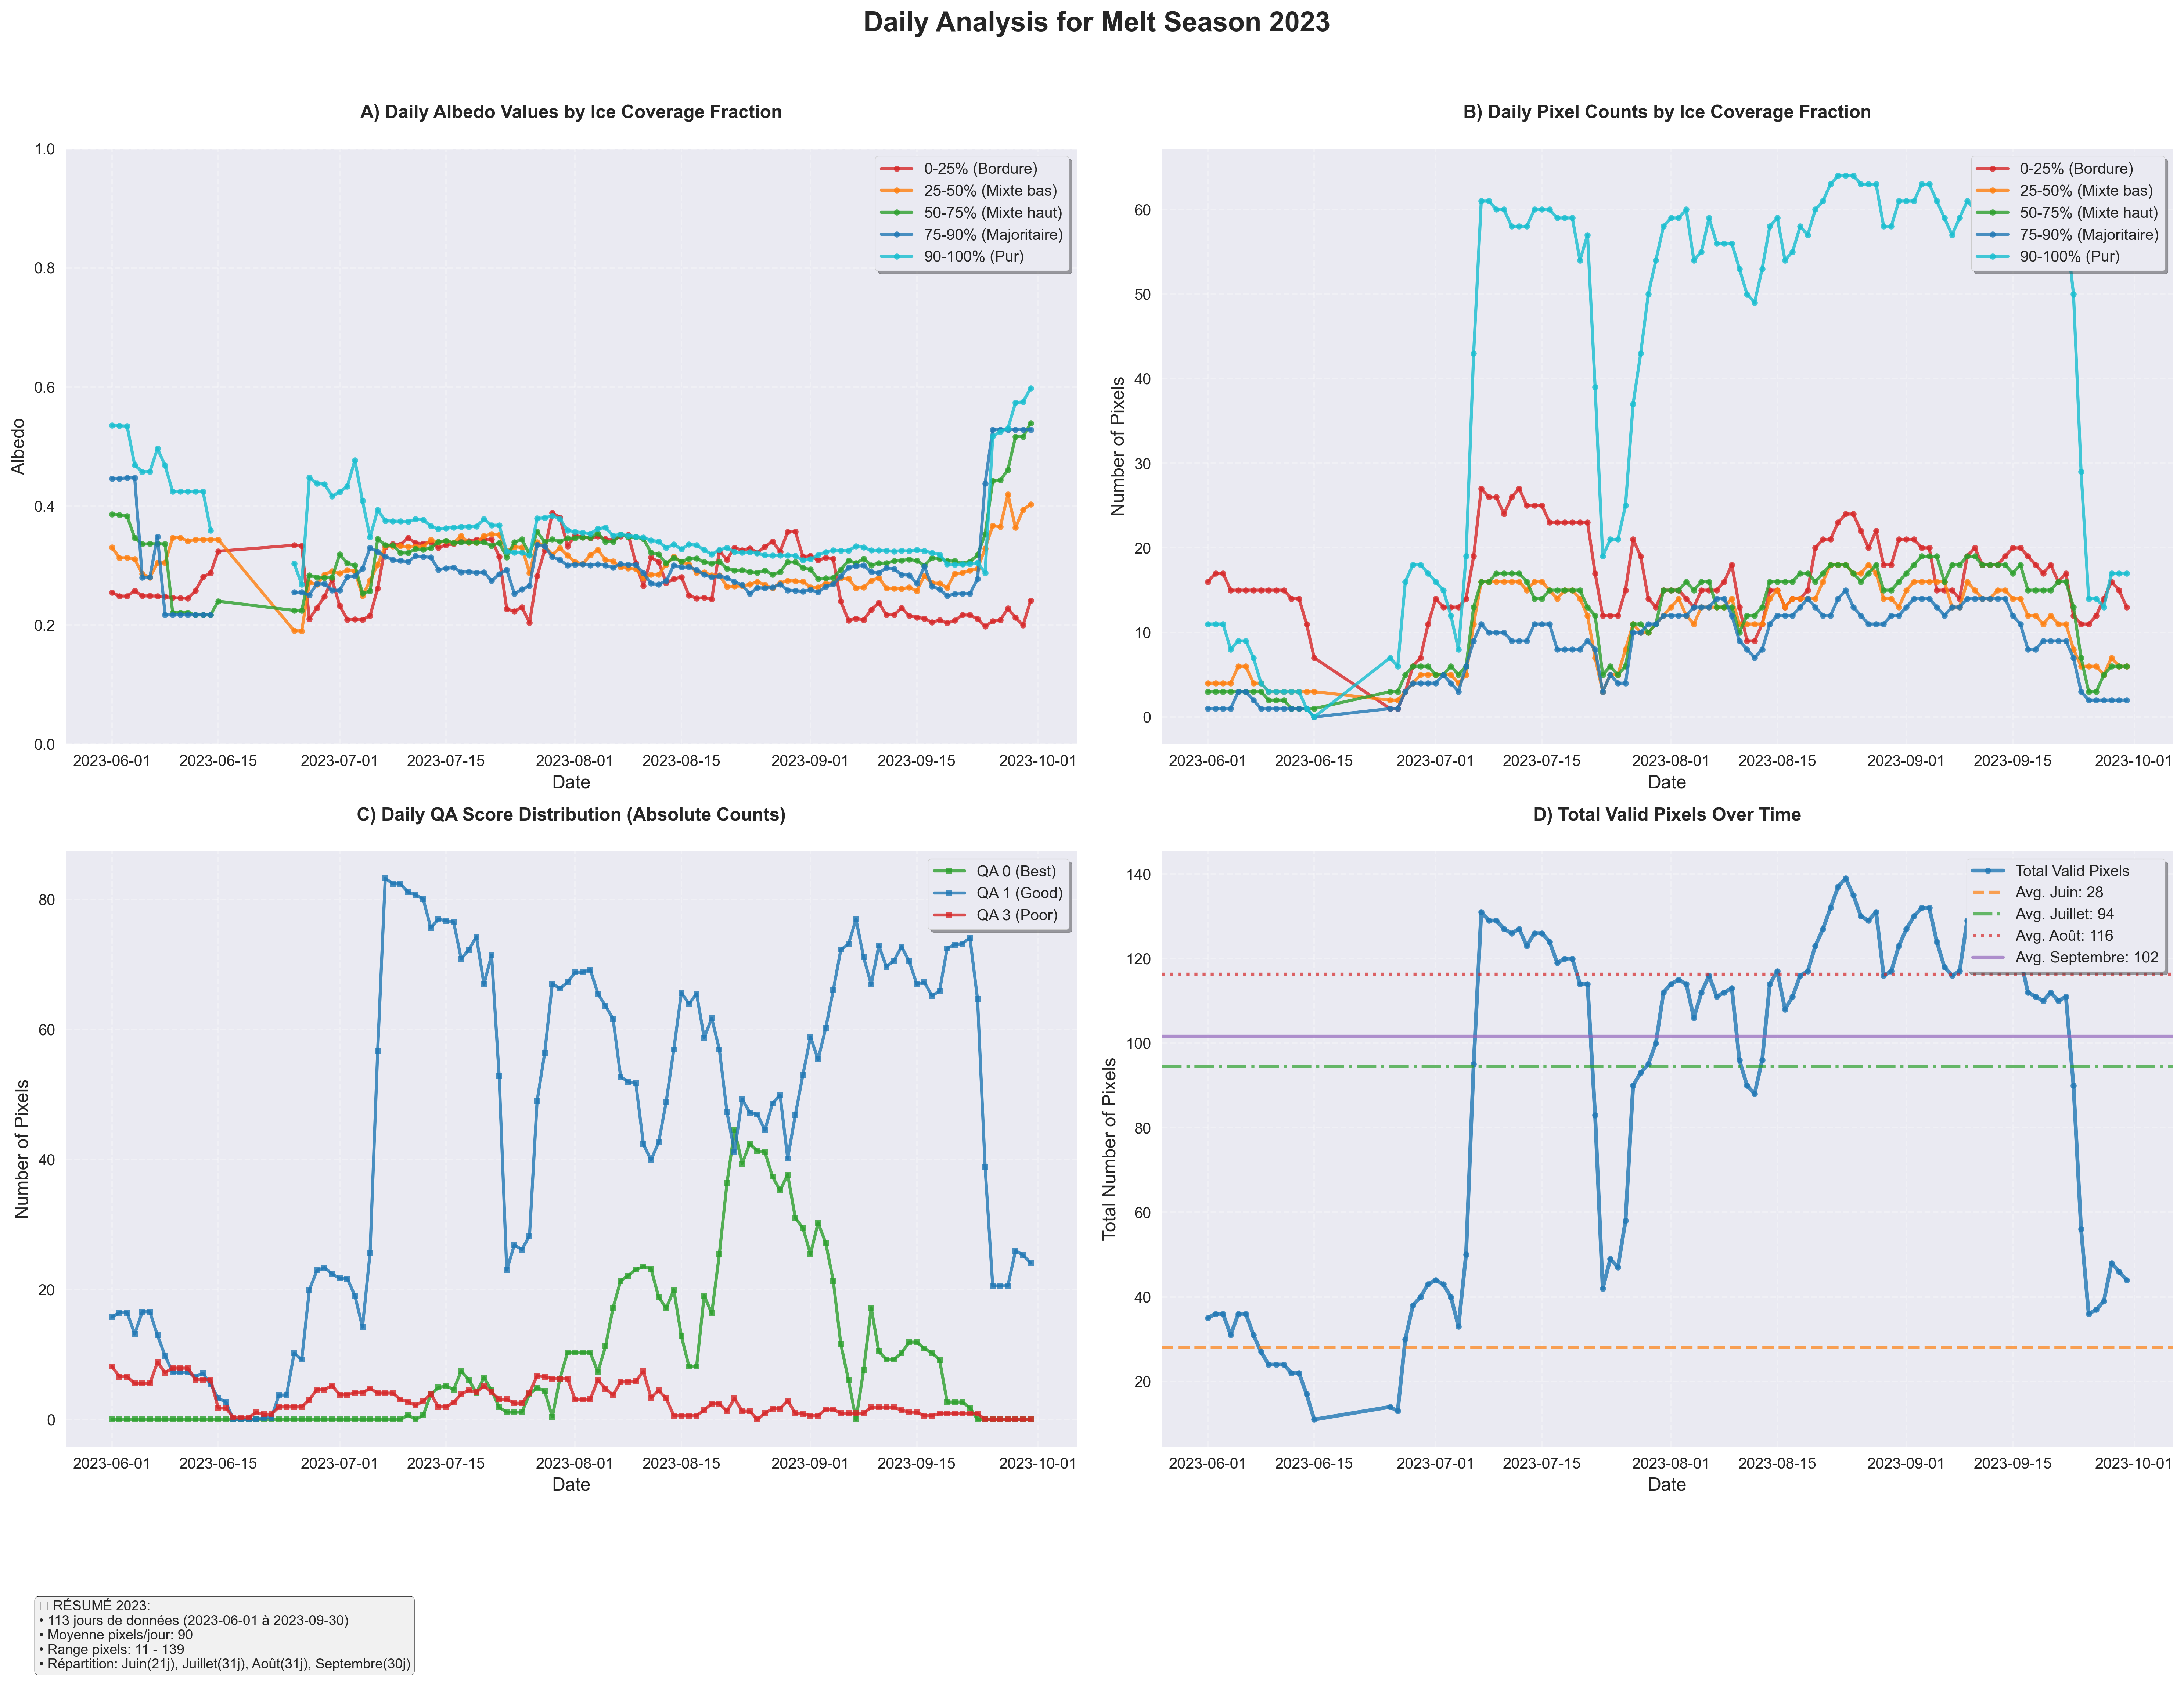 Daily Analysis for Melt Season 2023
A) Daily Albedo Values by Ice Coverage Fraction
1.0
0.8
0.6
0.4
0.2
0.0
Albedo
0-25% (Bordure)
25-50% (Mixte bas)
50-75% (Mixte haut)
75-90% (Majoritaire)
90-100% (Pur)
2023-06-01 2023-06-15 2023-07-01 2023-07-15 2023-08-01 2023-08-15 2023-09-01 2023-09-15 2023-10-01
Date
B) Daily Pixel Counts by Ice Coverage Fraction
60
50
40
30
20
10
0
Number of Pixels
0-25% (Bordure)
25-50% (Mixte bas)
50-75% (Mixte haut)
75-90% (Majoritaire)
90-100% (Pur)
2023-06-01 2023-06-15 2023-07-01 2023-07-15 2023-08-01 2023-08-15 2023-09-01 2023-09-15 2023-10-01
Date
C) Daily QA Score Distribution (Absolute Counts)
80
60
40
20
0
Number of Pixels
QA 0 (Best)
QA 1 (Good)
QA 3 (Poor)
2023-06-01 2023-06-15 2023-07-01 2023-07-15 2023-08-01 2023-08-15 2023-09-01 2023-09-15 2023-10-01
Date
D) Total Valid Pixels Over Time
140
120
100
80
60
40
20
Total Number of Pixels
Total Valid Pixels
Avg. Juin: 28
Avg. Juillet: 94
Avg. Août: 116
Avg. Septembre: 102
2023-06-01 2023-06-15 2023-07-01 2023-07-15 2023-08-01 2023-08-15 2023-09-01 2023-09-15 2023-10-01
Date
RÉSUMÉ 2023:
• 113 jours de données (2023-06-01 à 2023-09-30)
• Moyenne pixels/jour: 90
• Range pixels: 11 - 139
• Répartition: Juin(21j), Juillet(31j), Août(31j), Septembre(30j)